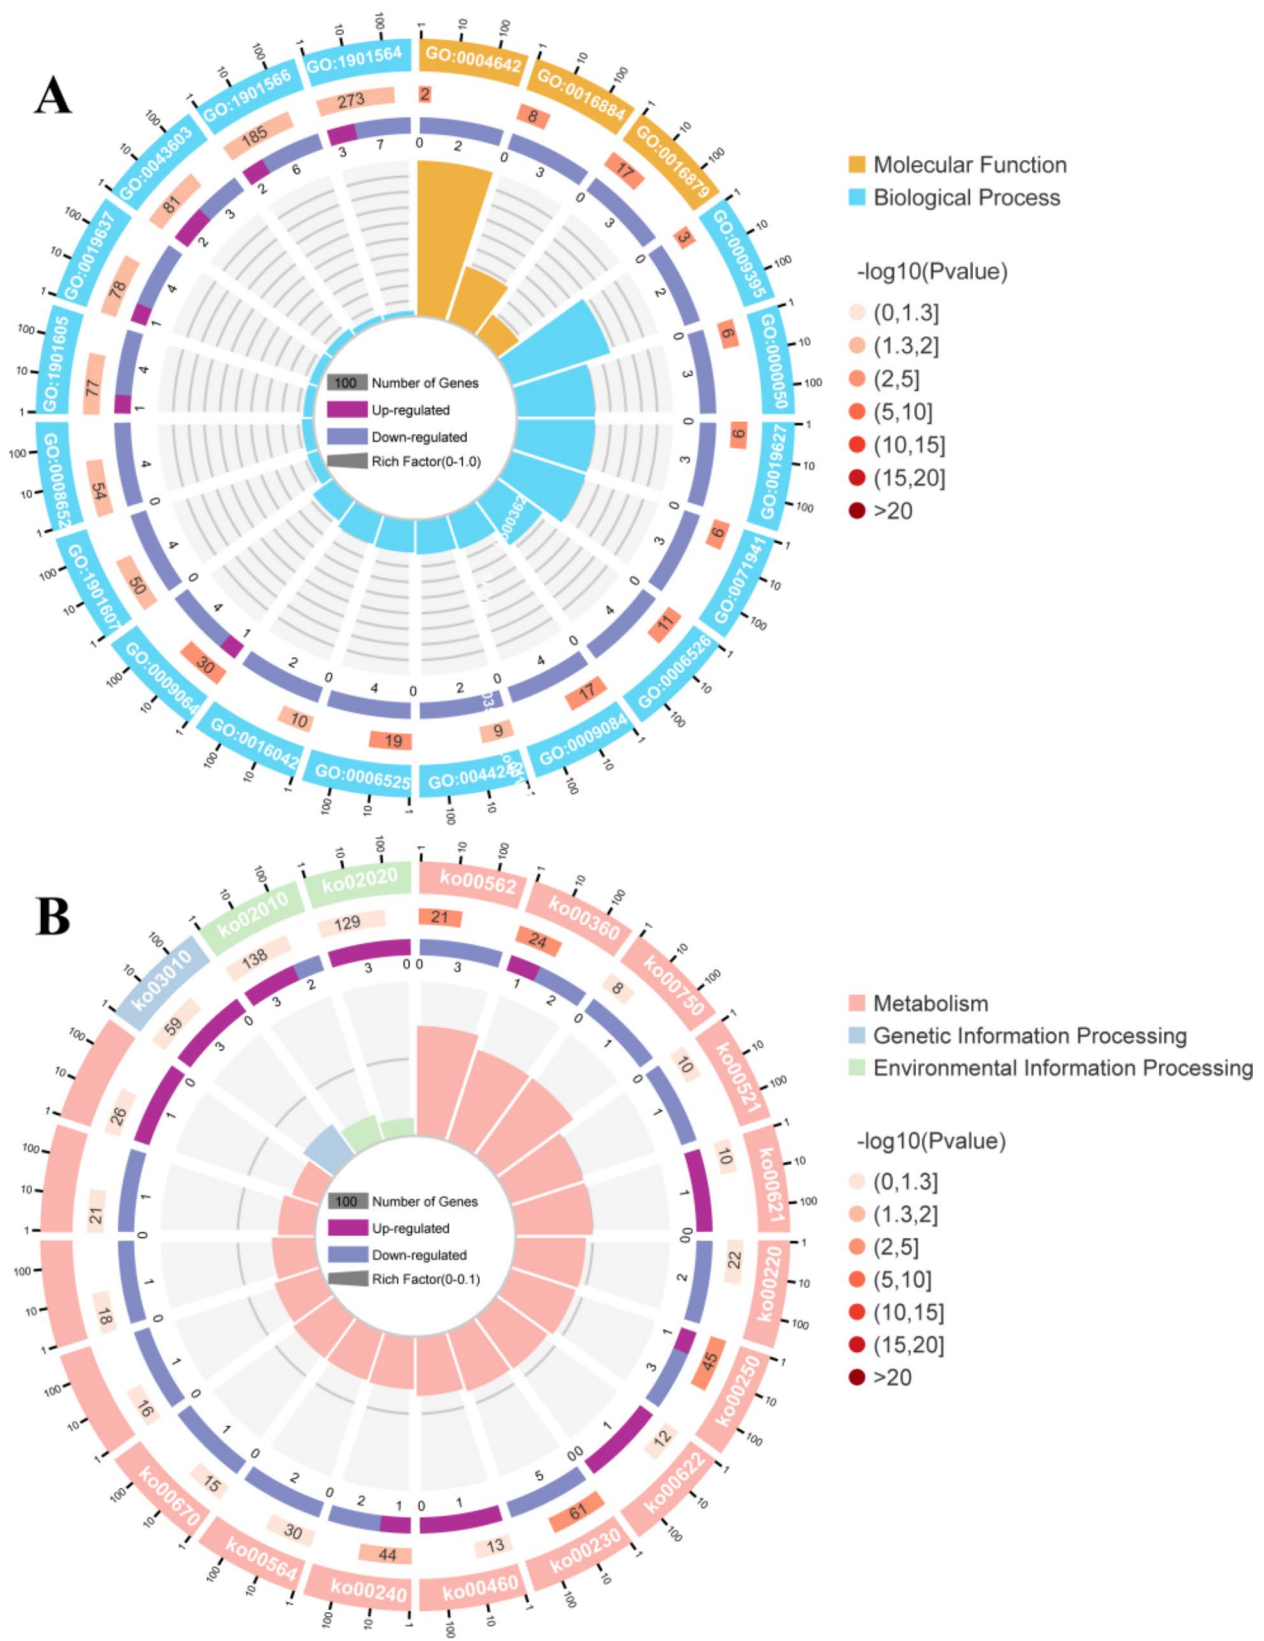 A
GO:1901564
GO:0004642
GO:0016884
GO:0016879
GO:0009395
GO:0000050
GO:0019627
GO:0071941
GO:0006526
GO:0009084
GO:0006525
GO:0016042
GO:0009064
GO:1901607
GO:0008652
GO:1901605
GO:0019637
GO:0043603
GO:1901566
2
8
17
3
6
6
6
11
17
9
19
10
30
50
54
77
78
81
185
273
100 Number of Genes
Up-regulated
Down-regulated
Rich Factor(0-1.0)
Molecular Function
Biological Process
-log10(Pvalue)
(0,1.3]
(1.3,2]
(2,5]
(5,10]
(10,15]
(15,20]
>20
B
ko02020
ko00562
ko00360
ko00750
ko00521
ko00621
ko00220
ko00250
ko00622
ko00230
ko00460
ko00240
ko00564
ko00670
ko03010
ko02010
21
24
8
10
10
22
45
12
61
13
44
30
15
16
18
21
26
59
138
129
100 Number of Genes
Up-regulated
Down-regulated
Rich Factor(0-0.1)
Metabolism
Genetic Information Processing
Environmental Information Processing
-log10(Pvalue)
(0,1.3]
(1.3,2]
(2,5]
(5,10]
(10,15]
(15,20]
>20